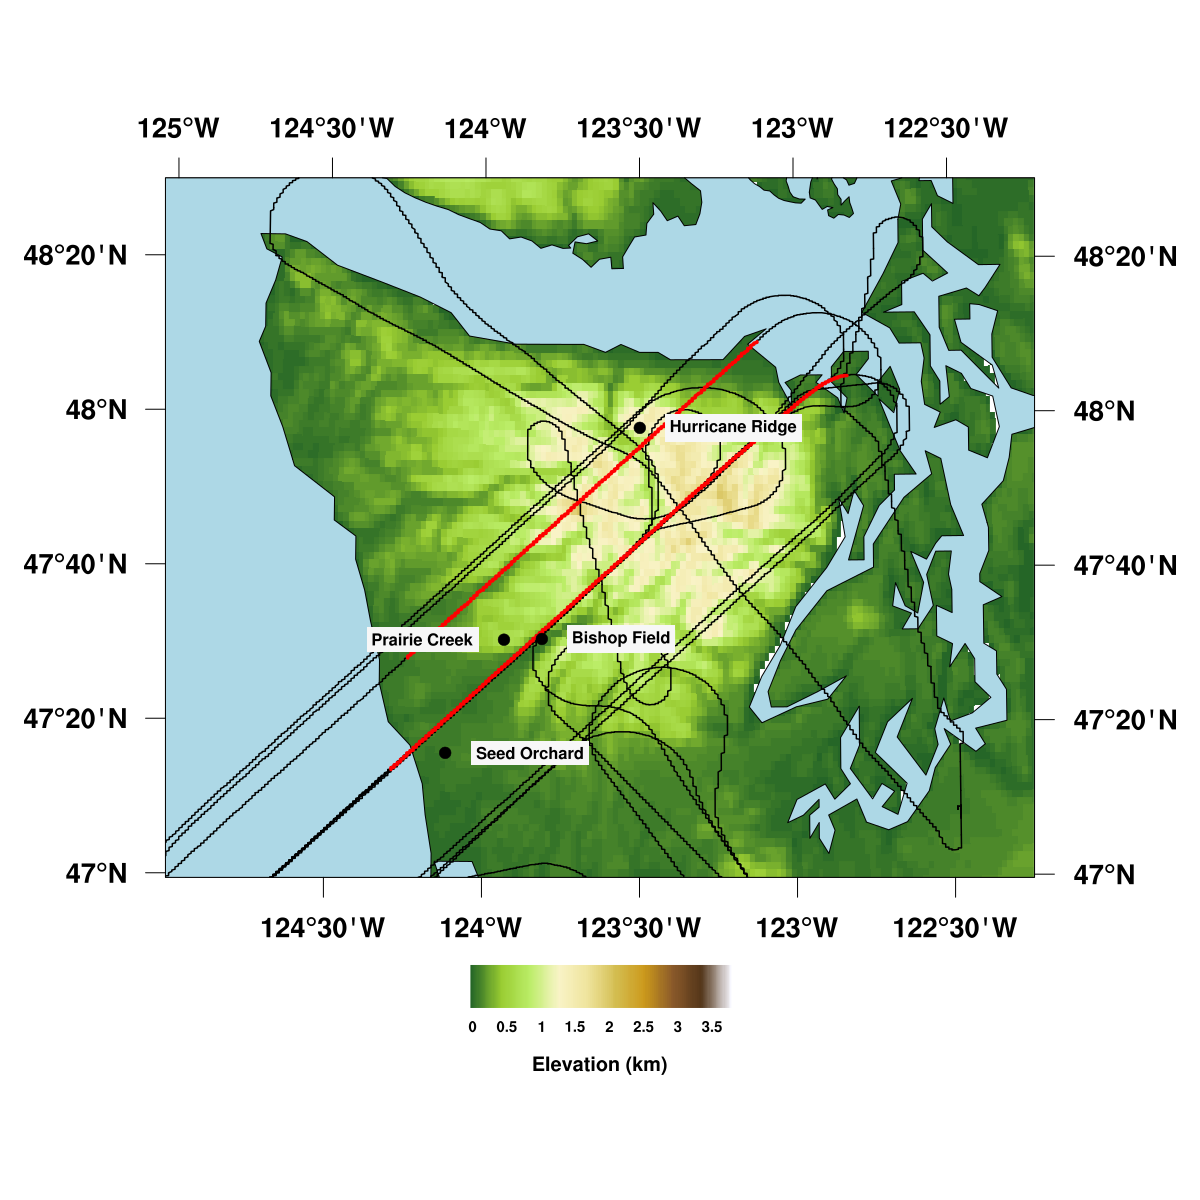 125°W 124°30'W 124°W 123°30'W 123°W 122°30'W
48°20'N 48°20'N
48°N 48°N
Hurricane Ridge
47°40'N 47°40'N
Prairie Creek Bishop Field
47°20'N 47°20'N
Seed Orchard
47°N 47°N
124°30'W 124°W 123°30'W 123°W 122°30'W
0 0.5 1 1.5 2 2.5 3 3.5
Elevation (km)